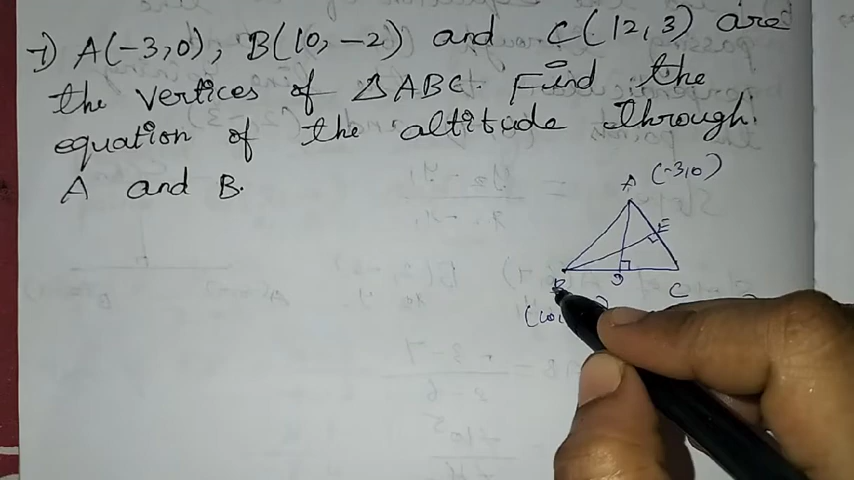 7) A(-3,0), B(10,-2) and C(12,3) are
the vertices of △ABC. Find the
equation of the altitude through
A and B.
A (-3,0)
E
B D C